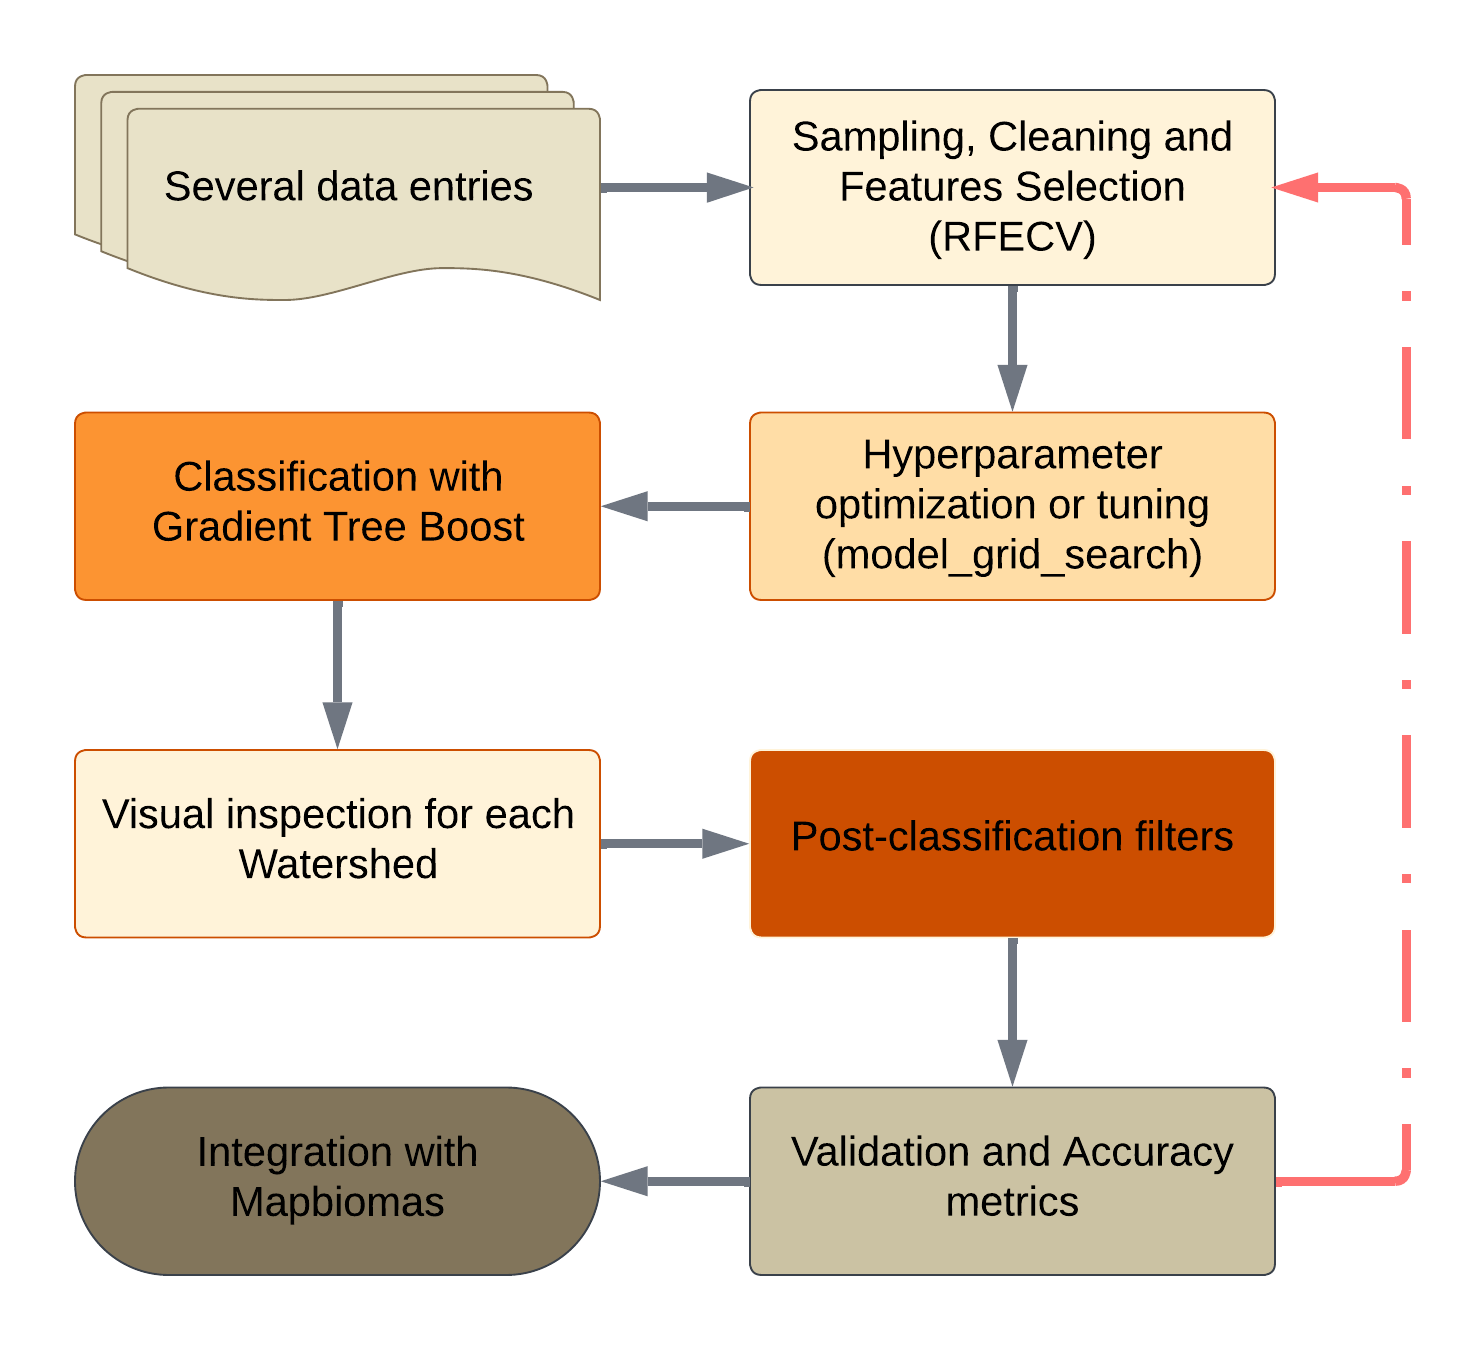 Several data entries
Sampling, Cleaning and
Features Selection
(RFECV)
Classification with
Gradient Tree Boost
Hyperparameter
optimization or tuning
(model_grid_search)
Visual inspection for each
Watershed
Post-classification filters
Integration with
Mapbiomas
Validation and Accuracy
metrics